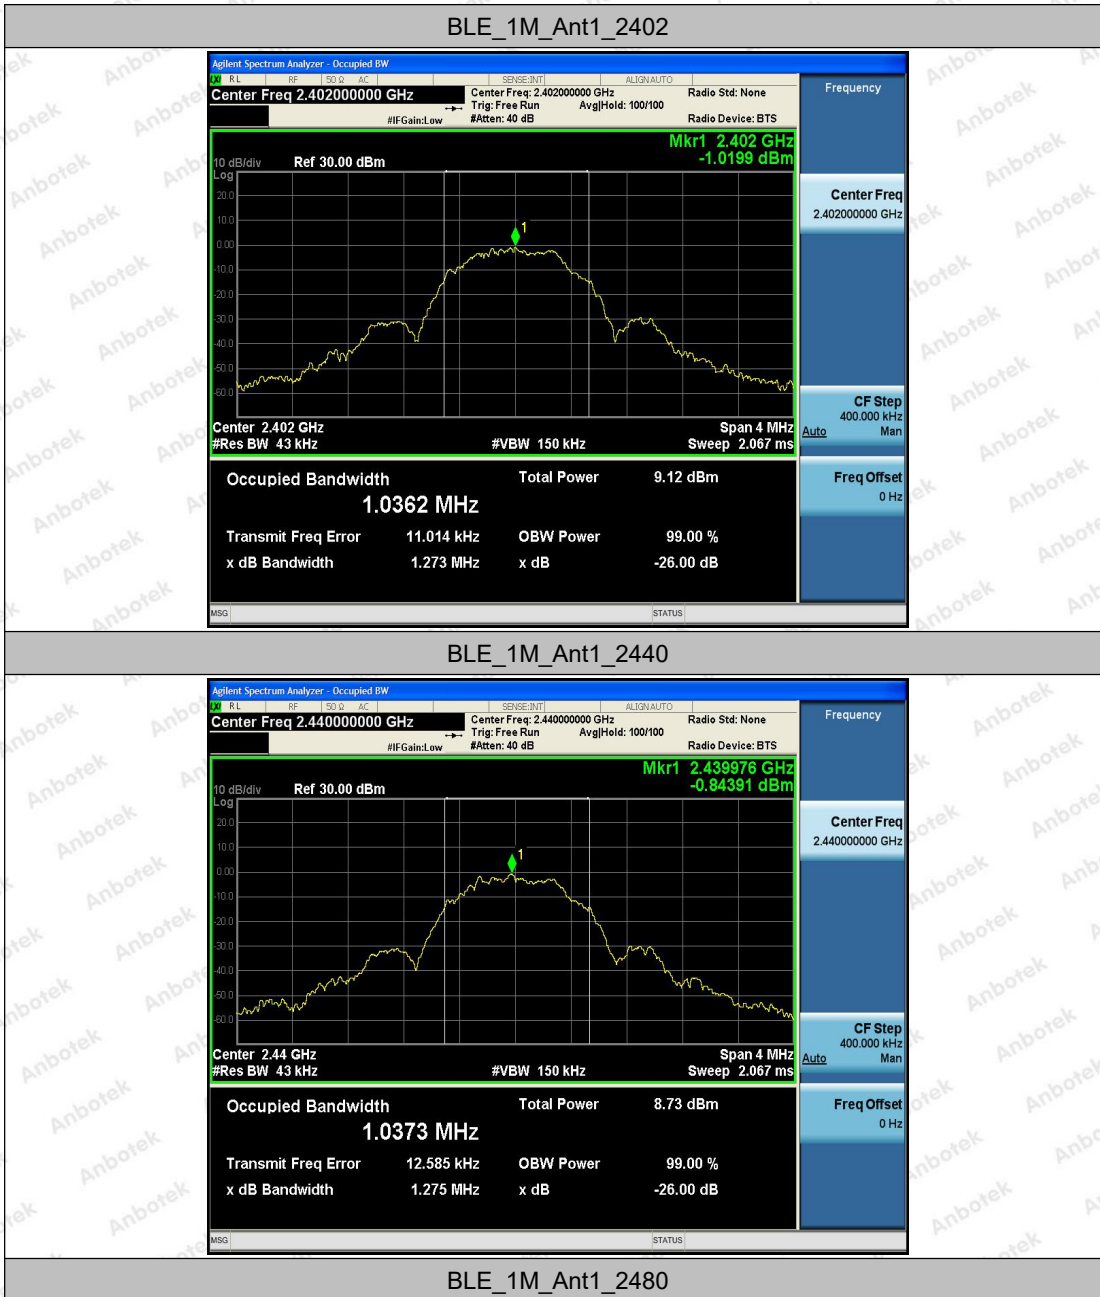 BLE_1M_Ant1_2402
Agilent Spectrum Analyzer - Occupied BW
LXI RL RF 50 Ω AC SENSE:INT ALIGNAUTO
Center Freq 2.402000000 GHz
Center Freq: 2.402000000 GHz Radio Std: None
Trig: Free Run Avg|Hold: 100/100
#IFGain:Low #Atten: 40 dB Radio Device: BTS
Mkr1 2.402 GHz
-1.0199 dBm
10 dB/div Ref 30.00 dBm
Log
20.0
10.0
0.00
-10.0
-20.0
-30.0
-40.0
-50.0
-60.0
1
Center 2.402 GHz Span 4 MHz
#Res BW 43 kHz #VBW 150 kHz Sweep 2.067 ms
Occupied Bandwidth Total Power 9.12 dBm
1.0362 MHz
Transmit Freq Error 11.014 kHz OBW Power 99.00 %
x dB Bandwidth 1.273 MHz x dB -26.00 dB
MSG STATUS
Frequency
Center Freq
2.402000000 GHz
CF Step
400.000 kHz
Auto Man
Freq Offset
0 Hz
BLE_1M_Ant1_2440
Agilent Spectrum Analyzer - Occupied BW
LXI RL RF 50 Ω AC SENSE:INT ALIGNAUTO
Center Freq 2.440000000 GHz
Center Freq: 2.440000000 GHz Radio Std: None
Trig: Free Run Avg|Hold: 100/100
#IFGain:Low #Atten: 40 dB Radio Device: BTS
Mkr1 2.439976 GHz
-0.84391 dBm
10 dB/div Ref 30.00 dBm
Log
20.0
10.0
0.00
-10.0
-20.0
-30.0
-40.0
-50.0
-60.0
1
Center 2.44 GHz Span 4 MHz
#Res BW 43 kHz #VBW 150 kHz Sweep 2.067 ms
Occupied Bandwidth Total Power 8.73 dBm
1.0373 MHz
Transmit Freq Error 12.585 kHz OBW Power 99.00 %
x dB Bandwidth 1.275 MHz x dB -26.00 dB
MSG STATUS
Frequency
Center Freq
2.440000000 GHz
CF Step
400.000 kHz
Auto Man
Freq Offset
0 Hz
BLE_1M_Ant1_2480
Anbotek